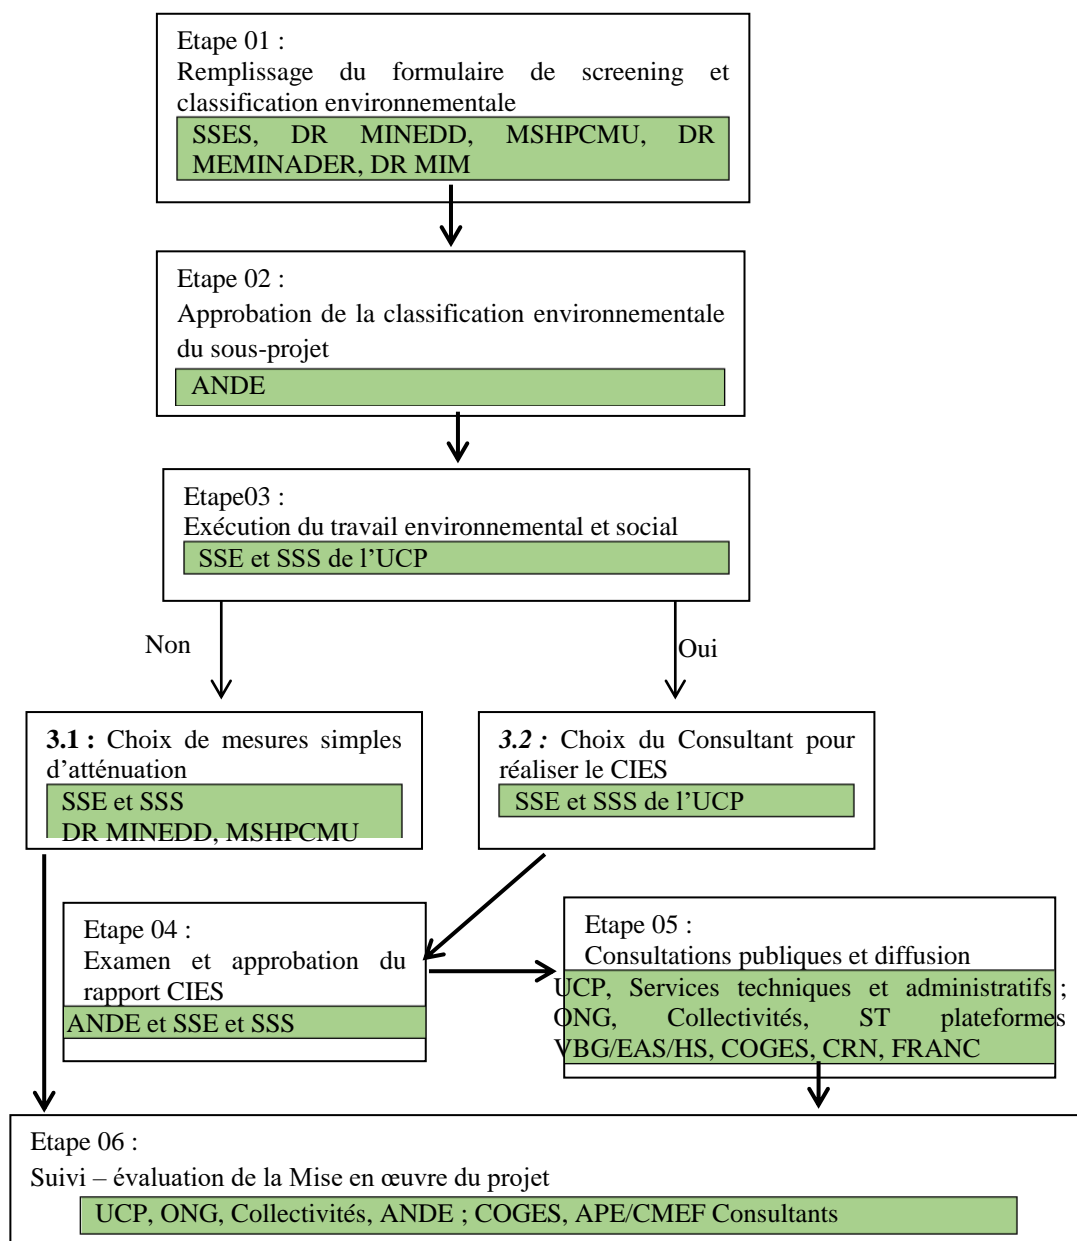 Etape 01 :
Remplissage du formulaire de screening et
classification environnementale
SSES, DR MINEDD, MSHPCMU, DR
MEMINADER, DR MIM
Etape 02 :
Approbation de la classification environnementale
du sous-projet
ANDE
Etape03 :
Exécution du travail environnemental et social
SSE et SSS de l’UCP
Non
Oui
3.1 : Choix de mesures simples
d’atténuation
SSE et SSS
DR MINEDD, MSHPCMU
3.2 : Choix du Consultant pour
réaliser le CIES
SSE et SSS de l’UCP
Etape 04 :
Examen et approbation du
rapport CIES
ANDE et SSE et SSS
Etape 05 :
Consultations publiques et diffusion
UCP, Services techniques et administratifs ;
ONG, Collectivités, ST plateformes
VBG/EAS/HS, COGES, CRN, FRANC
Etape 06 :
Suivi – évaluation de la Mise en œuvre du projet
UCP, ONG, Collectivités, ANDE ; COGES, APE/CMEF Consultants